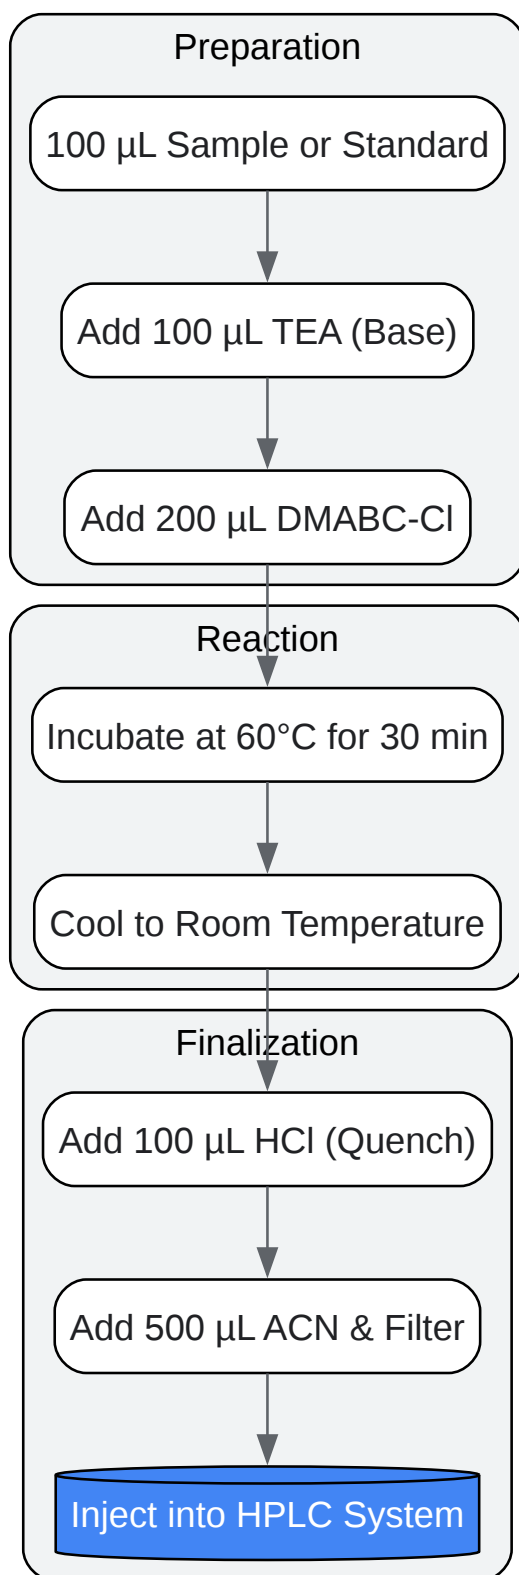 Preparation
100 µL Sample or Standard
Add 100 µL TEA (Base)
Add 200 µL DMABC-Cl
Reaction
Incubate at 60°C for 30 min
Cool to Room Temperature
Finalization
Add 100 µL HCl (Quench)
Add 500 µL ACN & Filter
Inject into HPLC System